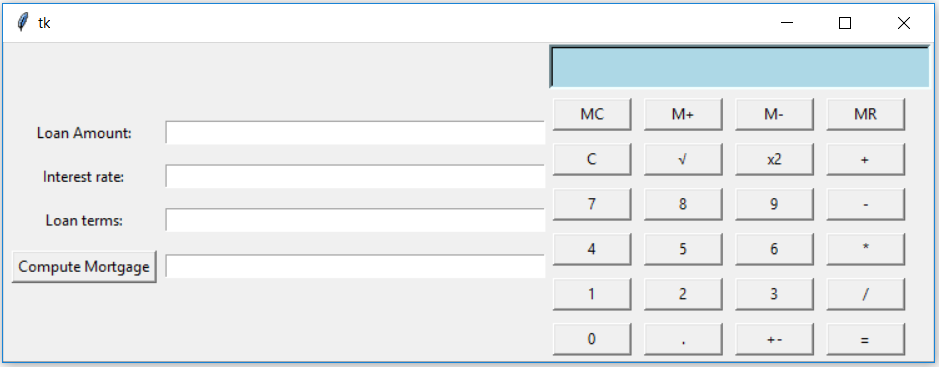 tk
Loan Amount:
Interest rate:
Loan terms:
Compute Mortgage
MC M+ M- MR
C √ x2 +
7 8 9 -
4 5 6 *
1 2 3 /
0 . +- =